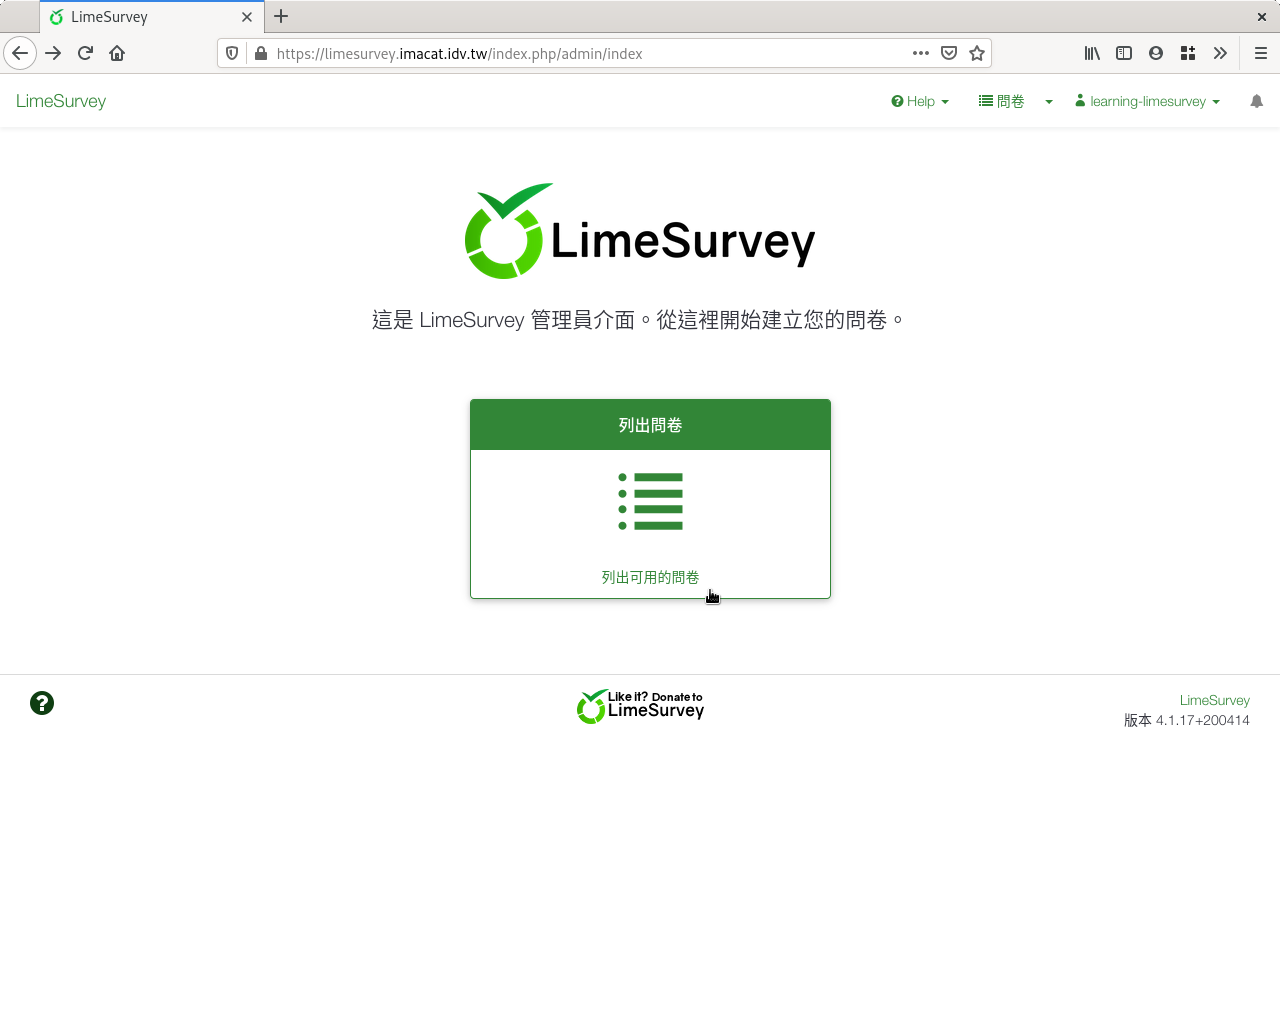 LimeSurvey
https://limesurvey.imacat.idv.tw/index.php/admin/index
LimeSurvey
Help
問卷
learning-limesurvey
LimeSurvey
這是 LimeSurvey 管理員介面。從這裡開始建立您的問卷。
列出問卷
列出可用的問卷
Like it? Donate to
LimeSurvey
LimeSurvey
版本 4.1.17+200414